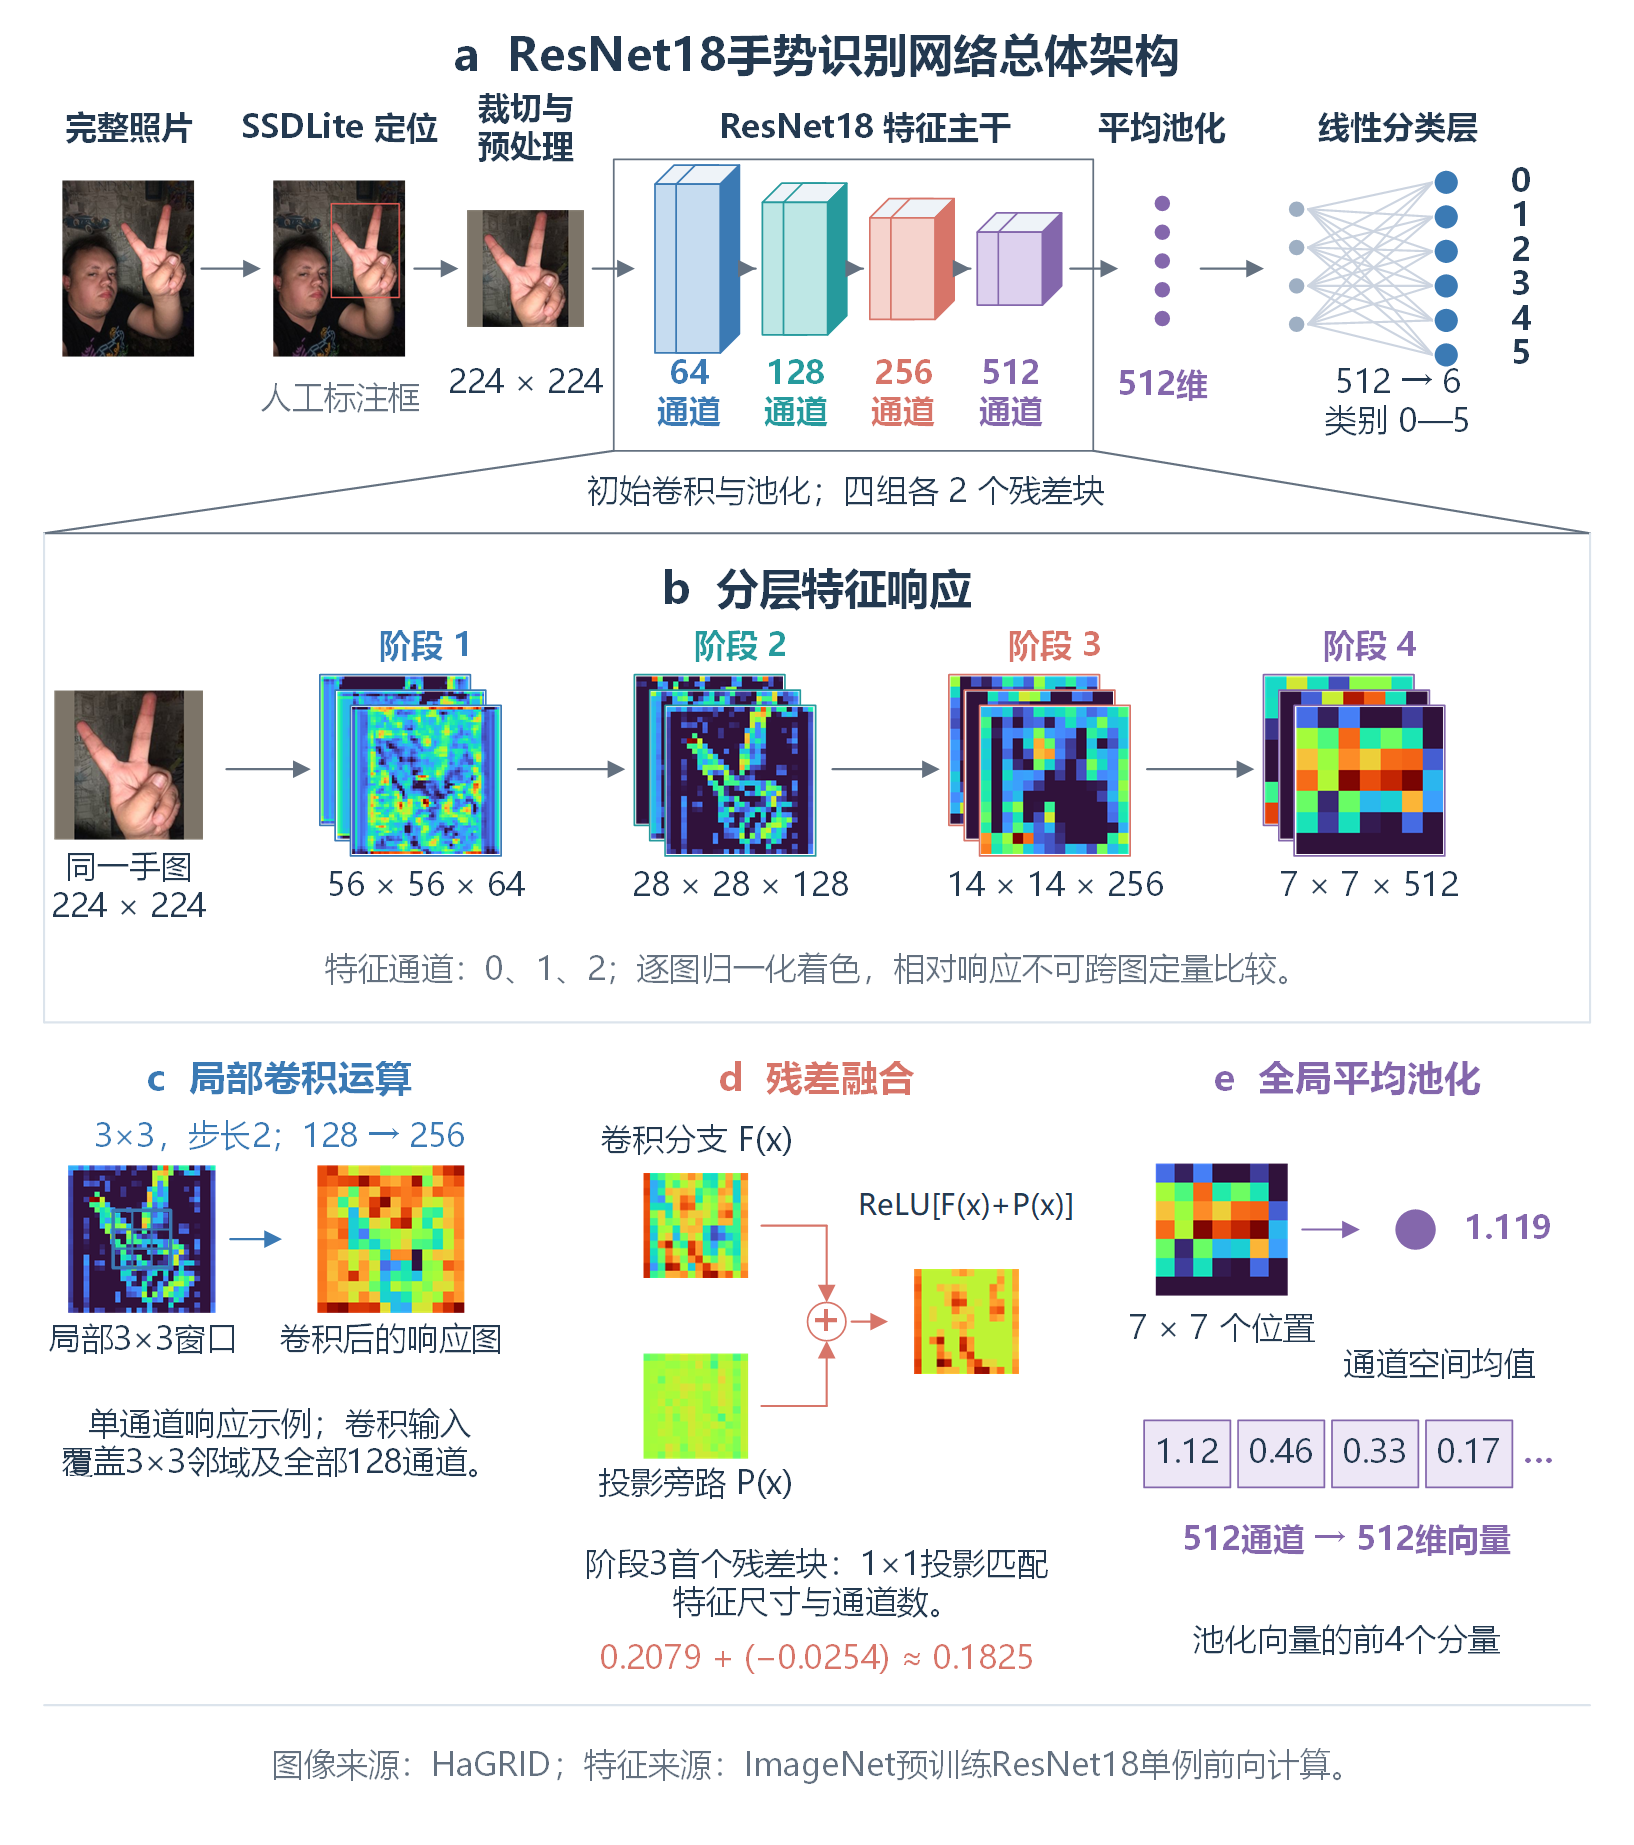 a ResNet18手势识别网络总体架构
完整照片
SSDLite 定位
裁切与
预处理
ResNet18 特征主干
平均池化
线性分类层
人工标注框
224 × 224
64
通道
128
通道
256
通道
512
通道
512维
0
1
2
3
4
5
512 → 6
类别 0—5
初始卷积与池化；四组各 2 个残差块
b 分层特征响应
阶段 1
阶段 2
阶段 3
阶段 4
同一手图
224 × 224
56 × 56 × 64
28 × 28 × 128
14 × 14 × 256
7 × 7 × 512
特征通道：0、1、2；逐图归一化着色，相对响应不可跨图定量比较。
c 局部卷积运算
3×3，步长2；128 → 256
局部3×3窗口
卷积后的响应图
单通道响应示例；卷积输入
覆盖3×3邻域及全部128通道。
d 残差融合
卷积分支 F(x)
ReLU[F(x)+P(x)]
+
投影旁路 P(x)
阶段3首个残差块：1×1投影匹配
特征尺寸与通道数。
0.2079 + (−0.0254) ≈ 0.1825
e 全局平均池化
1.119
7 × 7 个位置
通道空间均值
1.12 0.46 0.33 0.17 ...
512通道 → 512维向量
池化向量的前4个分量
图像来源：HaGRID；特征来源：ImageNet预训练ResNet18单例前向计算。